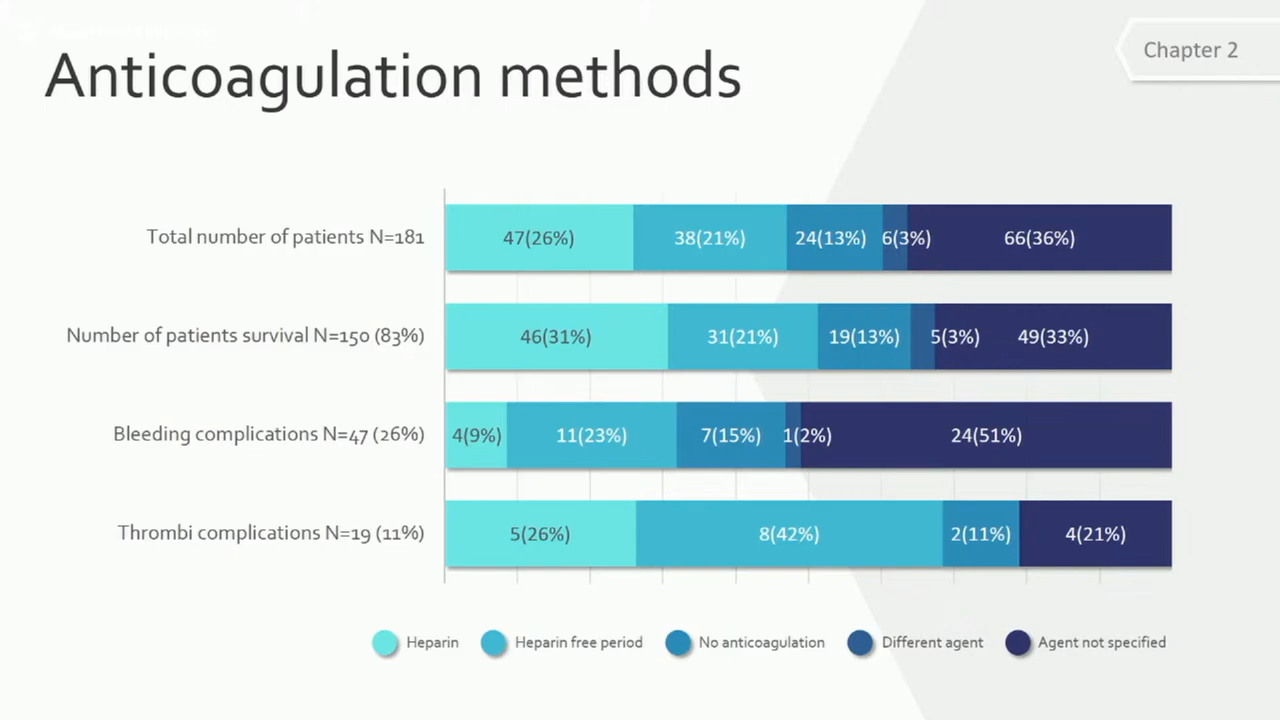 Chapter 2
Anticoagulation methods
Total number of patients N=181
47(26%) 38(21%) 24(13%) 6(3%) 66(36%)
Number of patients survival N=150 (83%)
46(31%) 31(21%) 19(13%) 5(3%) 49(33%)
Bleeding complications N=47 (26%)
4(9%) 11(23%) 7(15%) 1(2%) 24(51%)
Thrombi complications N=19 (11%)
5(26%) 8(42%) 2(11%) 4(21%)
Heparin Heparin free period No anticoagulation Different agent Agent not specified